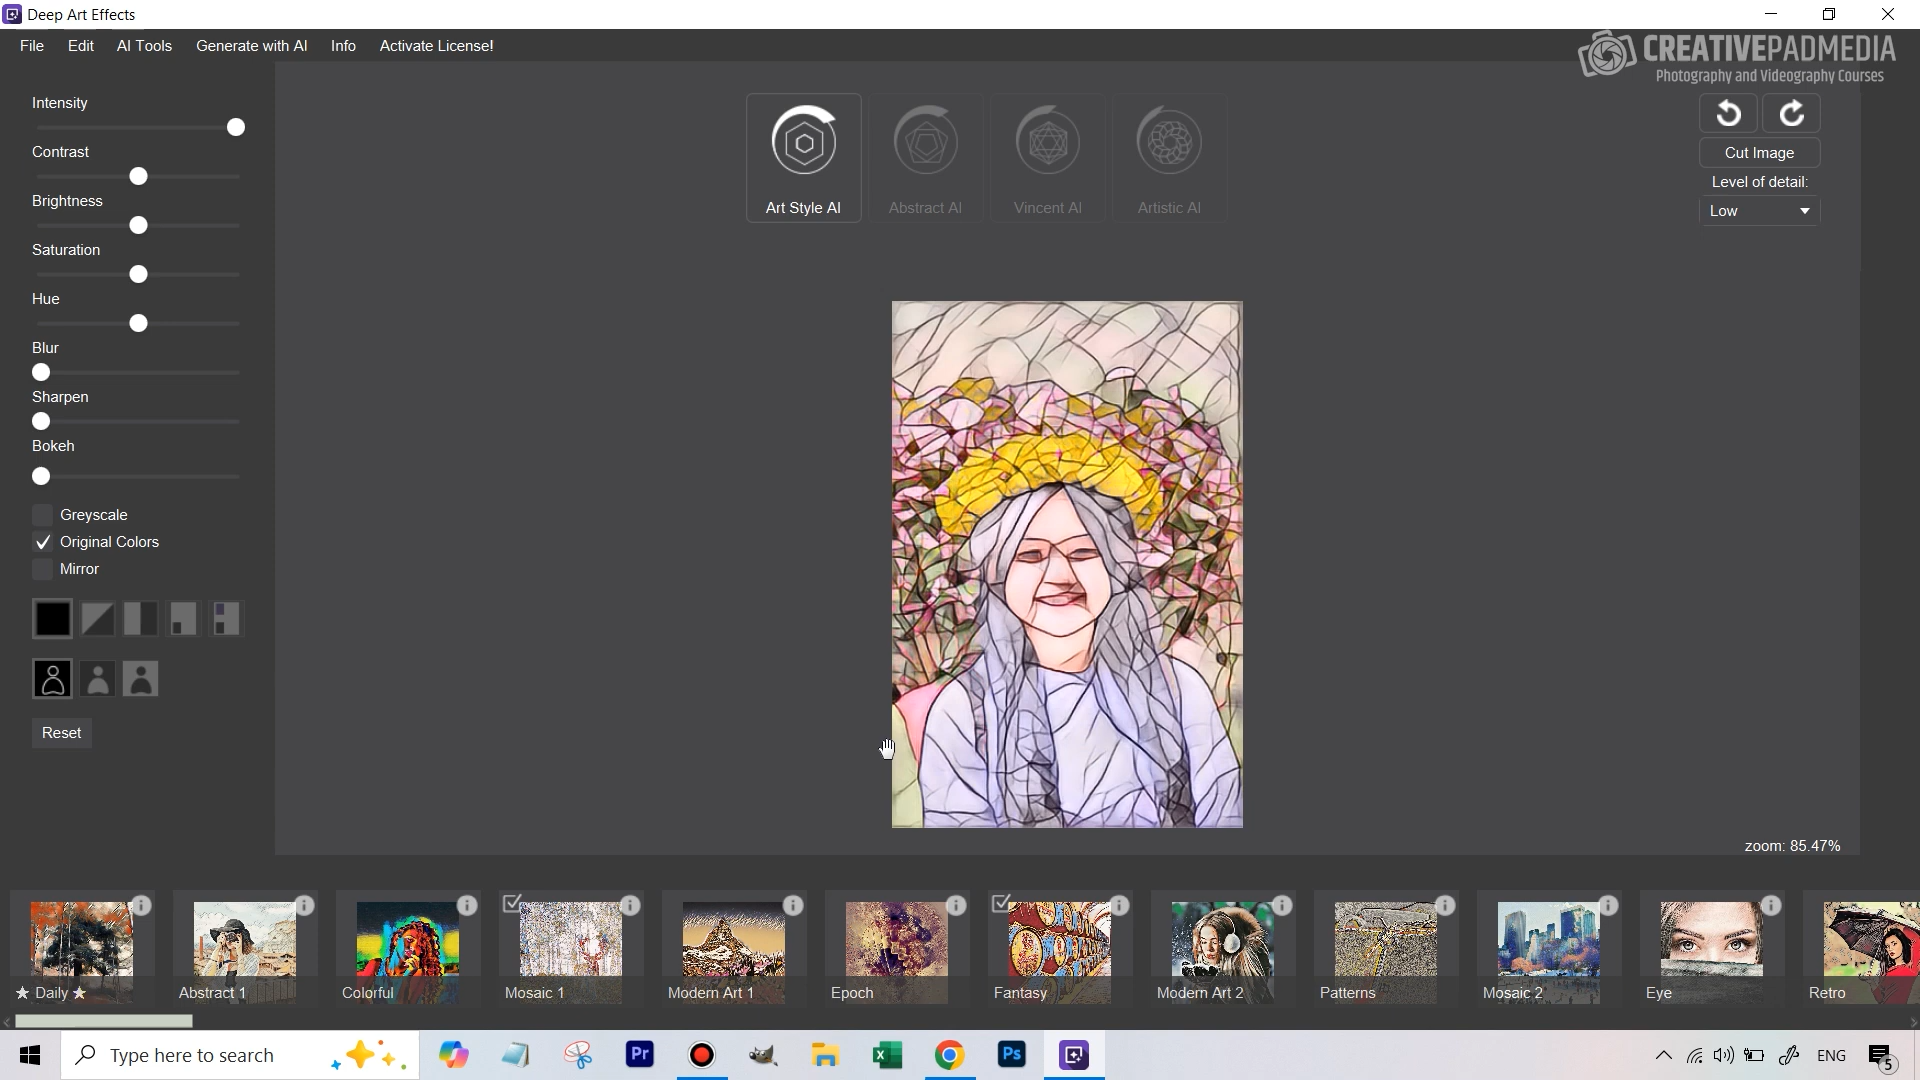 Deep Art Effects
File Edit AI Tools Generate with AI Info Activate License!
CREATIVEPADMEDIA
Photography and Videography Courses
Intensity
Contrast
Brightness
Saturation
Hue
Blur
Sharpen
Bokeh
Greyscale
Original Colors
Mirror
Reset
Art Style AI
Abstract AI
Vincent AI
Artistic AI
Cut Image
Level of detail:
Low
zoom: 85.47%
★ Daily ★
Abstract 1
Colorful
Mosaic 1
Modern Art 1
Epoch
Fantasy
Modern Art 2
Patterns
Mosaic 2
Eye
Retro
Type here to search
Pr
Ps
ENG
5